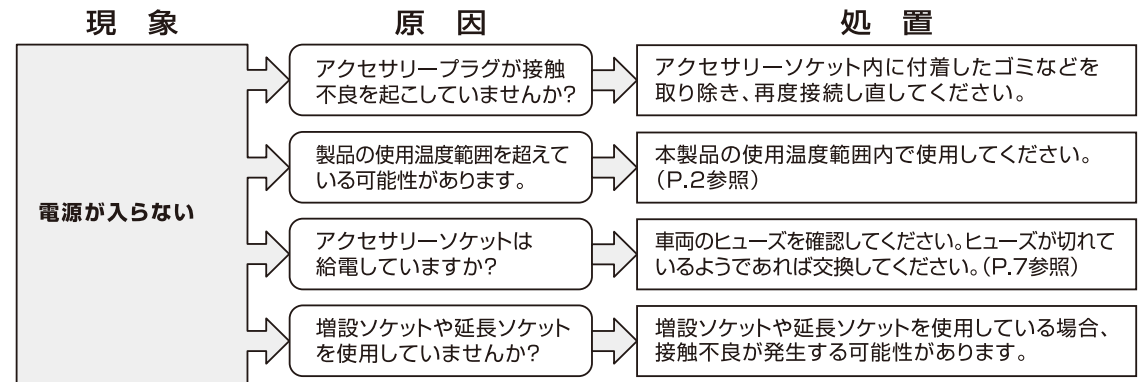 現 象
原 因
処 置
電源が入らない
アクセサリープラグが接触
不良を起こしていませんか?
アクセサリーソケット内に付着したゴミなどを
取り除き、再度接続し直してください。
製品の使用温度範囲を超えて
いる可能性があります。
本製品の使用温度範囲内で使用してください。
(P.2参照)
アクセサリーソケットは
給電していますか?
車両のヒューズを確認してください。ヒューズが切れて
いるようであれば交換してください。(P.7参照)
増設ソケットや延長ソケット
を使用していませんか?
増設ソケットや延長ソケットを使用している場合、
接触不良が発生する可能性があります。